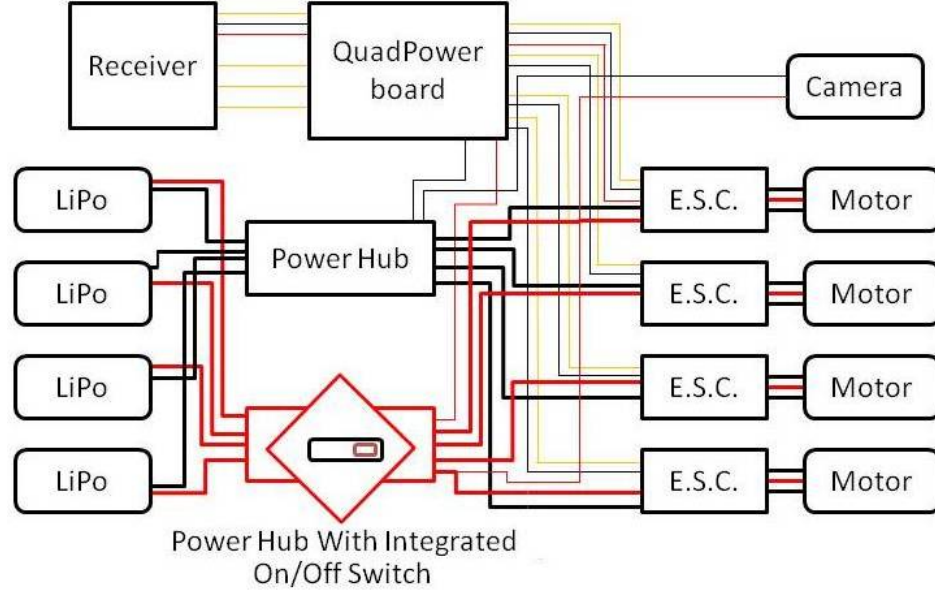 Receiver
QuadPower
board
Camera
LiPo
E.S.C.
Motor
Power Hub
LiPo
E.S.C.
Motor
LiPo
E.S.C.
Motor
LiPo
E.S.C.
Motor
Power Hub With Integrated
On/Off Switch